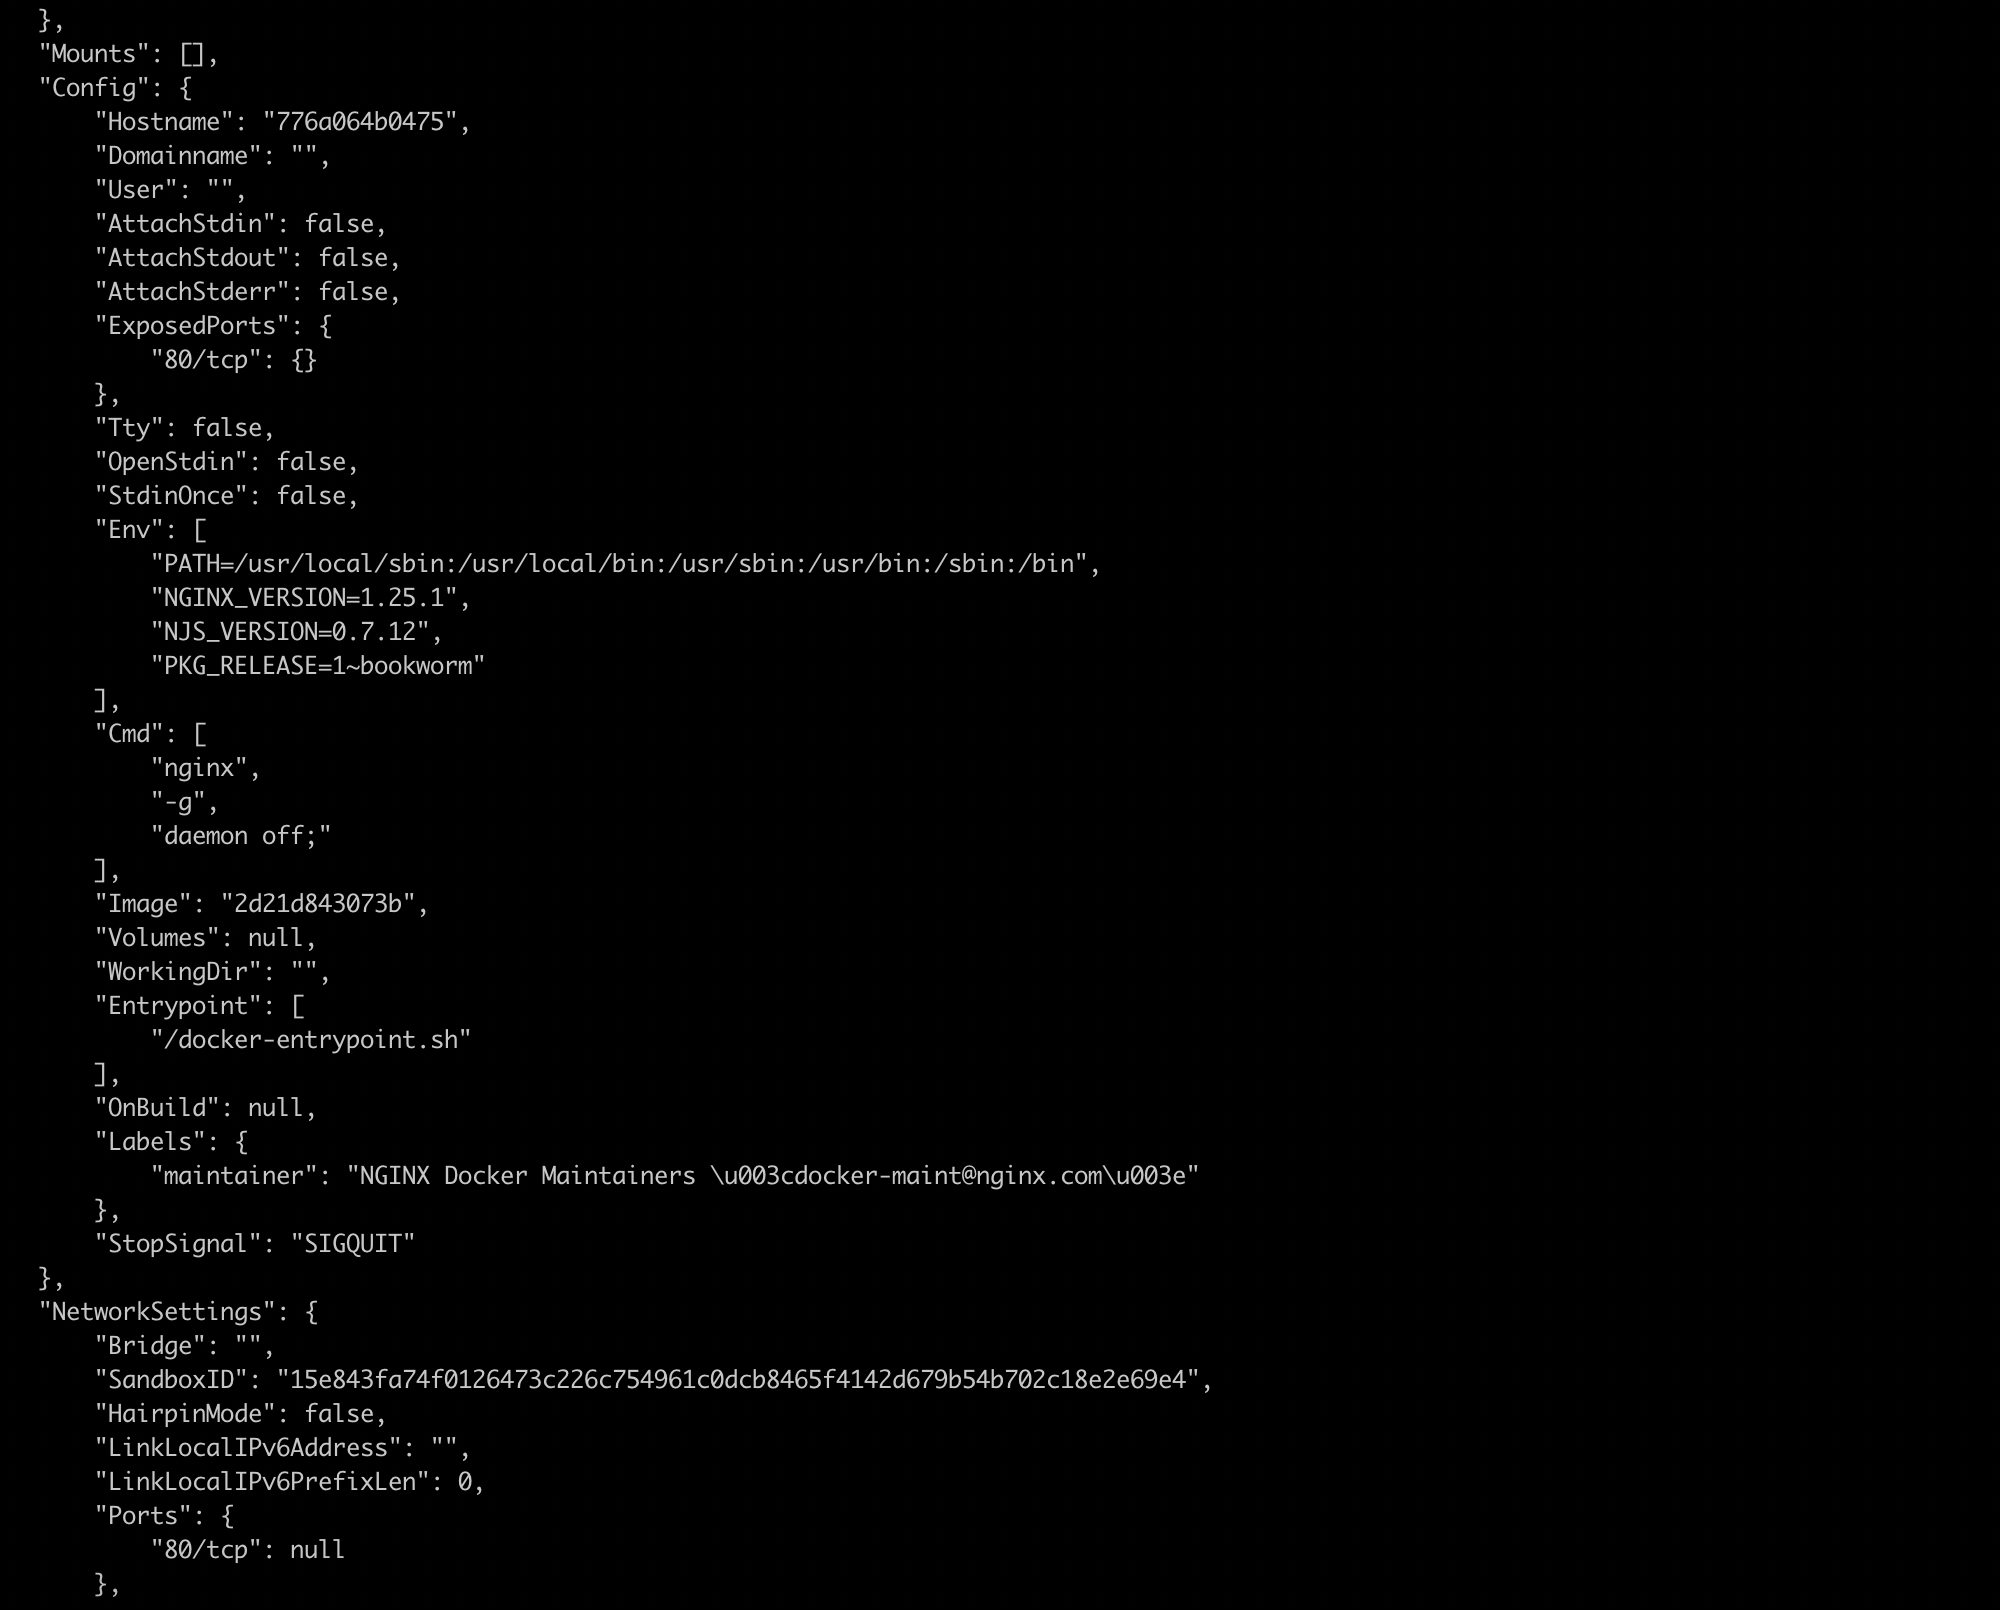 },
"Mounts": [],
"Config": {
    "Hostname": "776a064b0475",
    "Domainname": "",
    "User": "",
    "AttachStdin": false,
    "AttachStdout": false,
    "AttachStderr": false,
    "ExposedPorts": {
        "80/tcp": {}
    },
    "Tty": false,
    "OpenStdin": false,
    "StdinOnce": false,
    "Env": [
        "PATH=/usr/local/sbin:/usr/local/bin:/usr/sbin:/usr/bin:/sbin:/bin",
        "NGINX_VERSION=1.25.1",
        "NJS_VERSION=0.7.12",
        "PKG_RELEASE=1~bookworm"
    ],
    "Cmd": [
        "nginx",
        "-g",
        "daemon off;"
    ],
    "Image": "2d21d843073b",
    "Volumes": null,
    "WorkingDir": "",
    "Entrypoint": [
        "/docker-entrypoint.sh"
    ],
    "OnBuild": null,
    "Labels": {
        "maintainer": "NGINX Docker Maintainers \u003cdocker-maint@nginx.com\u003e"
    },
    "StopSignal": "SIGQUIT"
},
"NetworkSettings": {
    "Bridge": "",
    "SandboxID": "15e843fa74f0126473c226c754961c0dcb8465f4142d679b54b702c18e2e69e4",
    "HairpinMode": false,
    "LinkLocalIPv6Address": "",
    "LinkLocalIPv6PrefixLen": 0,
    "Ports": {
        "80/tcp": null
    },